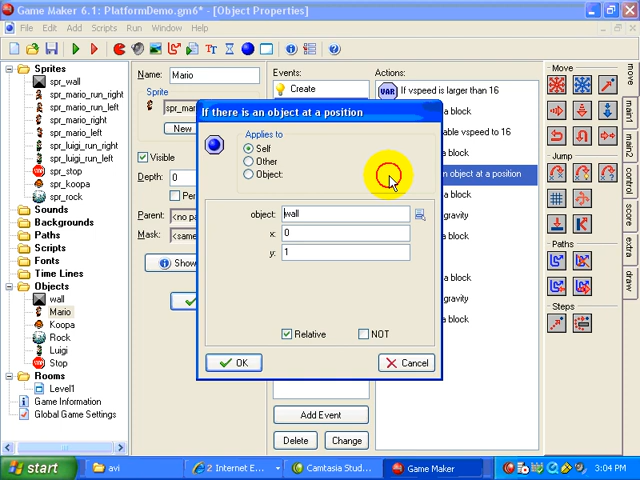 Game Maker 6.1: PlatformDemo.gm6* - [Object Properties]
File Edit Add Scripts Run Window Help
Sprites
spr_wall
spr_mario_run_right
spr_mario_run_left
spr_mario_right
spr_mario_left
spr_luigi_run_right
spr_luigi_run_left
spr_stop
spr_koopa
spr_rock
Sounds
Backgrounds
Paths
Scripts
Fonts
Time Lines
Objects
wall
Mario
Koopa
Rock
Luigi
Stop
Rooms
Level1
Game Information
Global Game Settings
Name: Mario
Sprite
spr_ma
New
Visible
Depth: 0
Per
Parent: <no pa
Mask: <same
Show
Events:
Create
Add Event
Delete Change
Actions:
VAR If vspeed is larger than 16
a block
able vspeed to 16
a block
n object at a position
a block
gravity
a block
a block
gravity
a block
If there is an object at a position
Applies to
Self
Other
Object:
object: wall
x: 0
y: 1
Relative NOT
OK Cancel
Move
Jump
Paths
Steps
move
main1
main2
control
score
extra
draw
start avi 2 Internet E... Camtasia Stud... Game Maker 3:04 PM